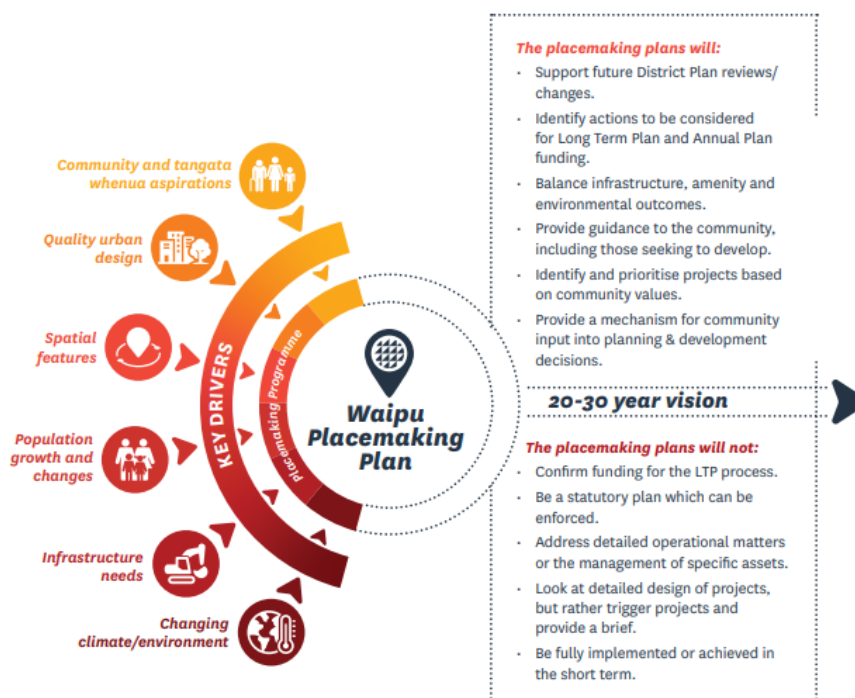 Community and tangata
whenua aspirations
Quality urban
design
Spatial
features
Population
growth and
changes
Infrastructure
needs
Changing
climate/environment
KEY DRIVERS
Placemaking Programme
Waipu
Placemaking
Plan
The placemaking plans will:
· Support future District Plan reviews/
changes.
· Identify actions to be considered
for Long Term Plan and Annual Plan
funding.
· Balance infrastructure, amenity and
environmental outcomes.
· Provide guidance to the community,
including those seeking to develop.
· Identify and prioritise projects based
on community values.
· Provide a mechanism for community
input into planning & development
decisions.
20-30 year vision
The placemaking plans will not:
· Confirm funding for the LTP process.
· Be a statutory plan which can be
enforced.
· Address detailed operational matters
or the management of specific assets.
· Look at detailed design of projects,
but rather trigger projects and
provide a brief.
· Be fully implemented or achieved in
the short term.